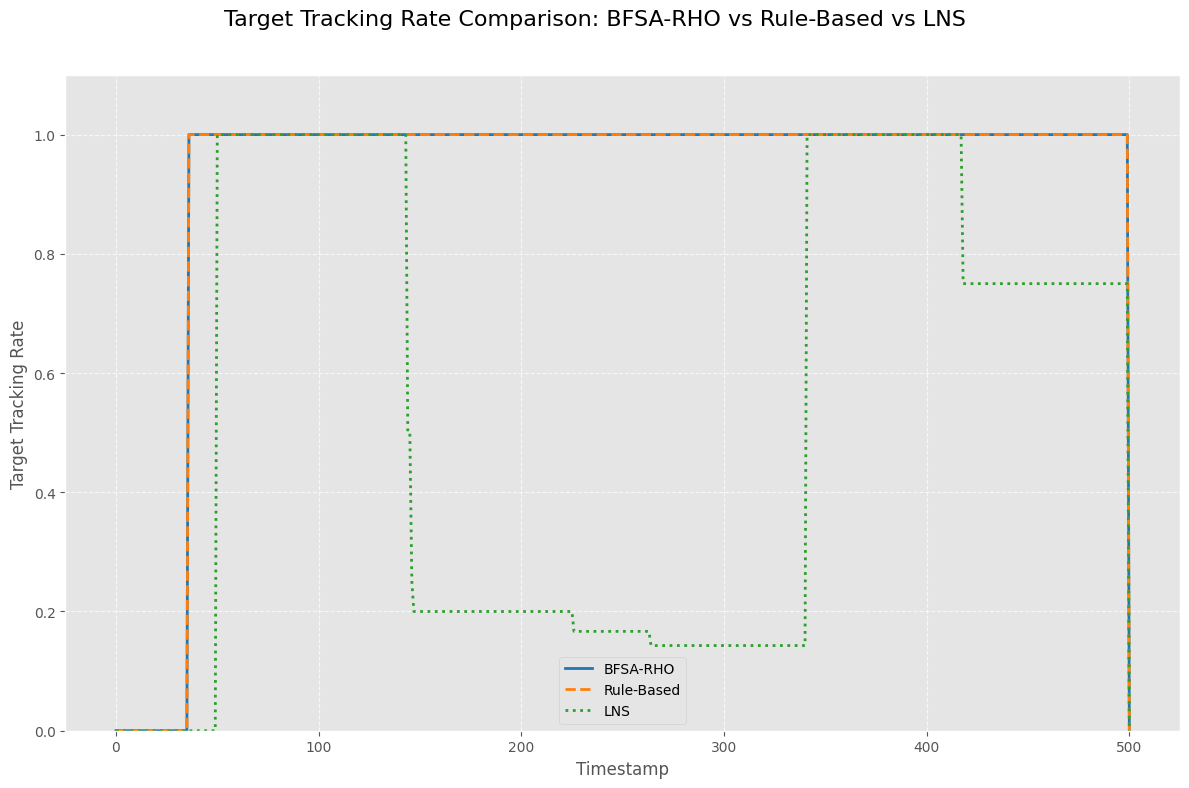 Target Tracking Rate Comparison: BFSA-RHO vs Rule-Based vs LNS
Target Tracking Rate
1.0
0.8
0.6
0.4
0.2
0.0
BFSA-RHO
Rule-Based
LNS
0 100 200 300 400 500
Timestamp